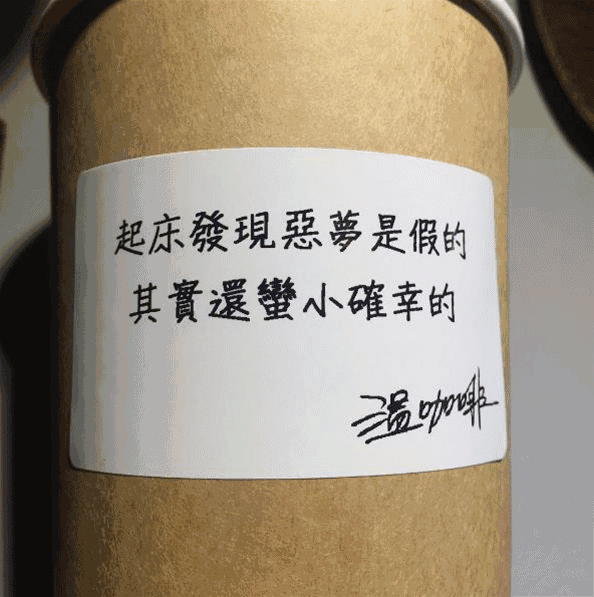 起床發現惡夢是假的
其實還蠻小確幸的
溫咖啡